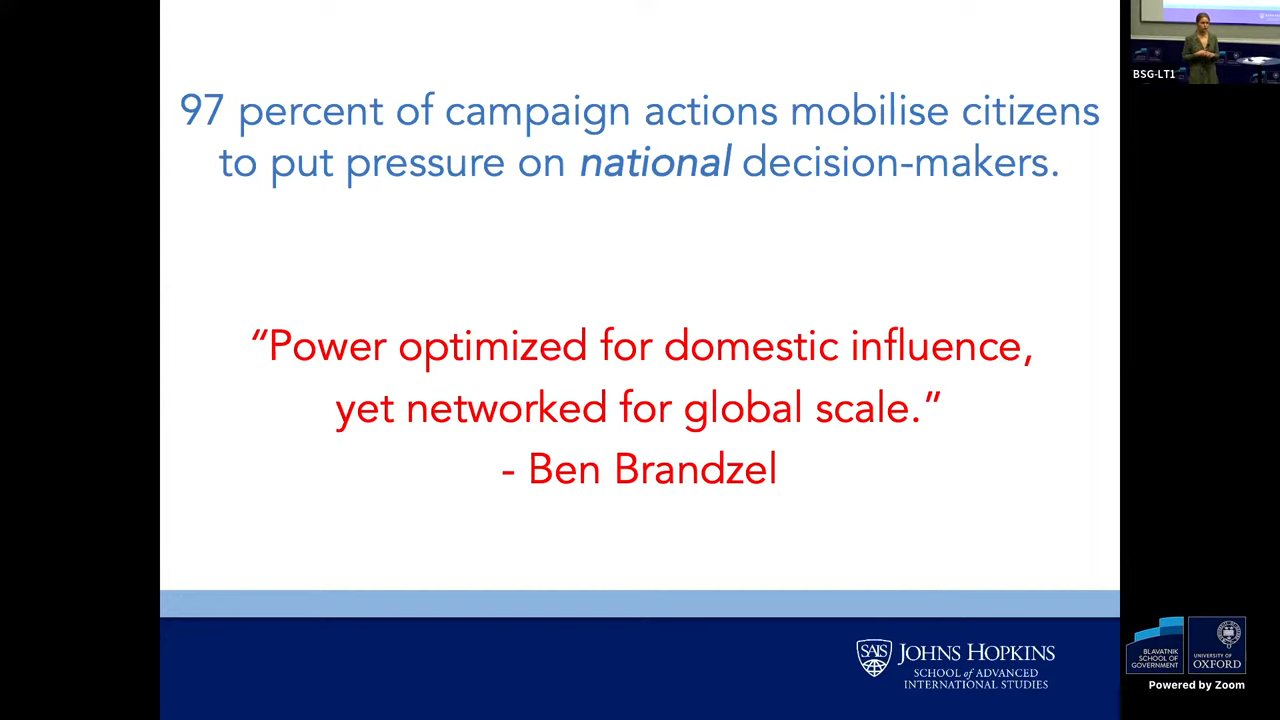 97 percent of campaign actions mobilise citizens
to put pressure on national decision-makers.
“Power optimized for domestic influence,
yet networked for global scale.”
- Ben Brandzel
SAIS
JOHNS HOPKINS
SCHOOL of ADVANCED
INTERNATIONAL STUDIES
BSG-LT1
BLAVATNIK
SCHOOL OF
GOVERNMENT
UNIVERSITY OF
OXFORD
Powered by Zoom